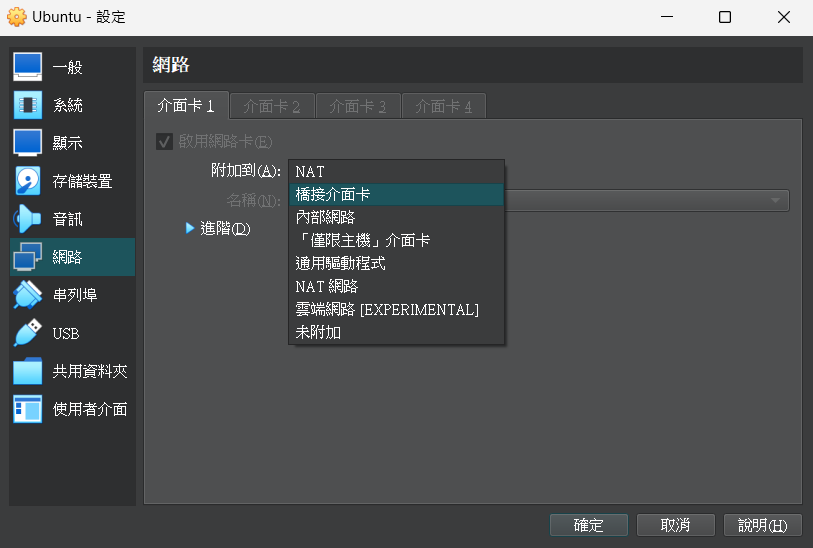 Ubuntu - 設定
一般
系統
顯示
存儲裝置
音訊
網路
串列埠
USB
共用資料夾
使用者介面
網路
介面卡 1
介面卡 2
介面卡 3
介面卡 4
啟用網路卡(E)
附加到(A):
NAT
橋接介面卡
內部網路
「僅限主機」介面卡
通用驅動程式
NAT 網路
雲端網路 [EXPERIMENTAL]
未附加
名稱(N):
進階(D)
確定
取消
說明(H)